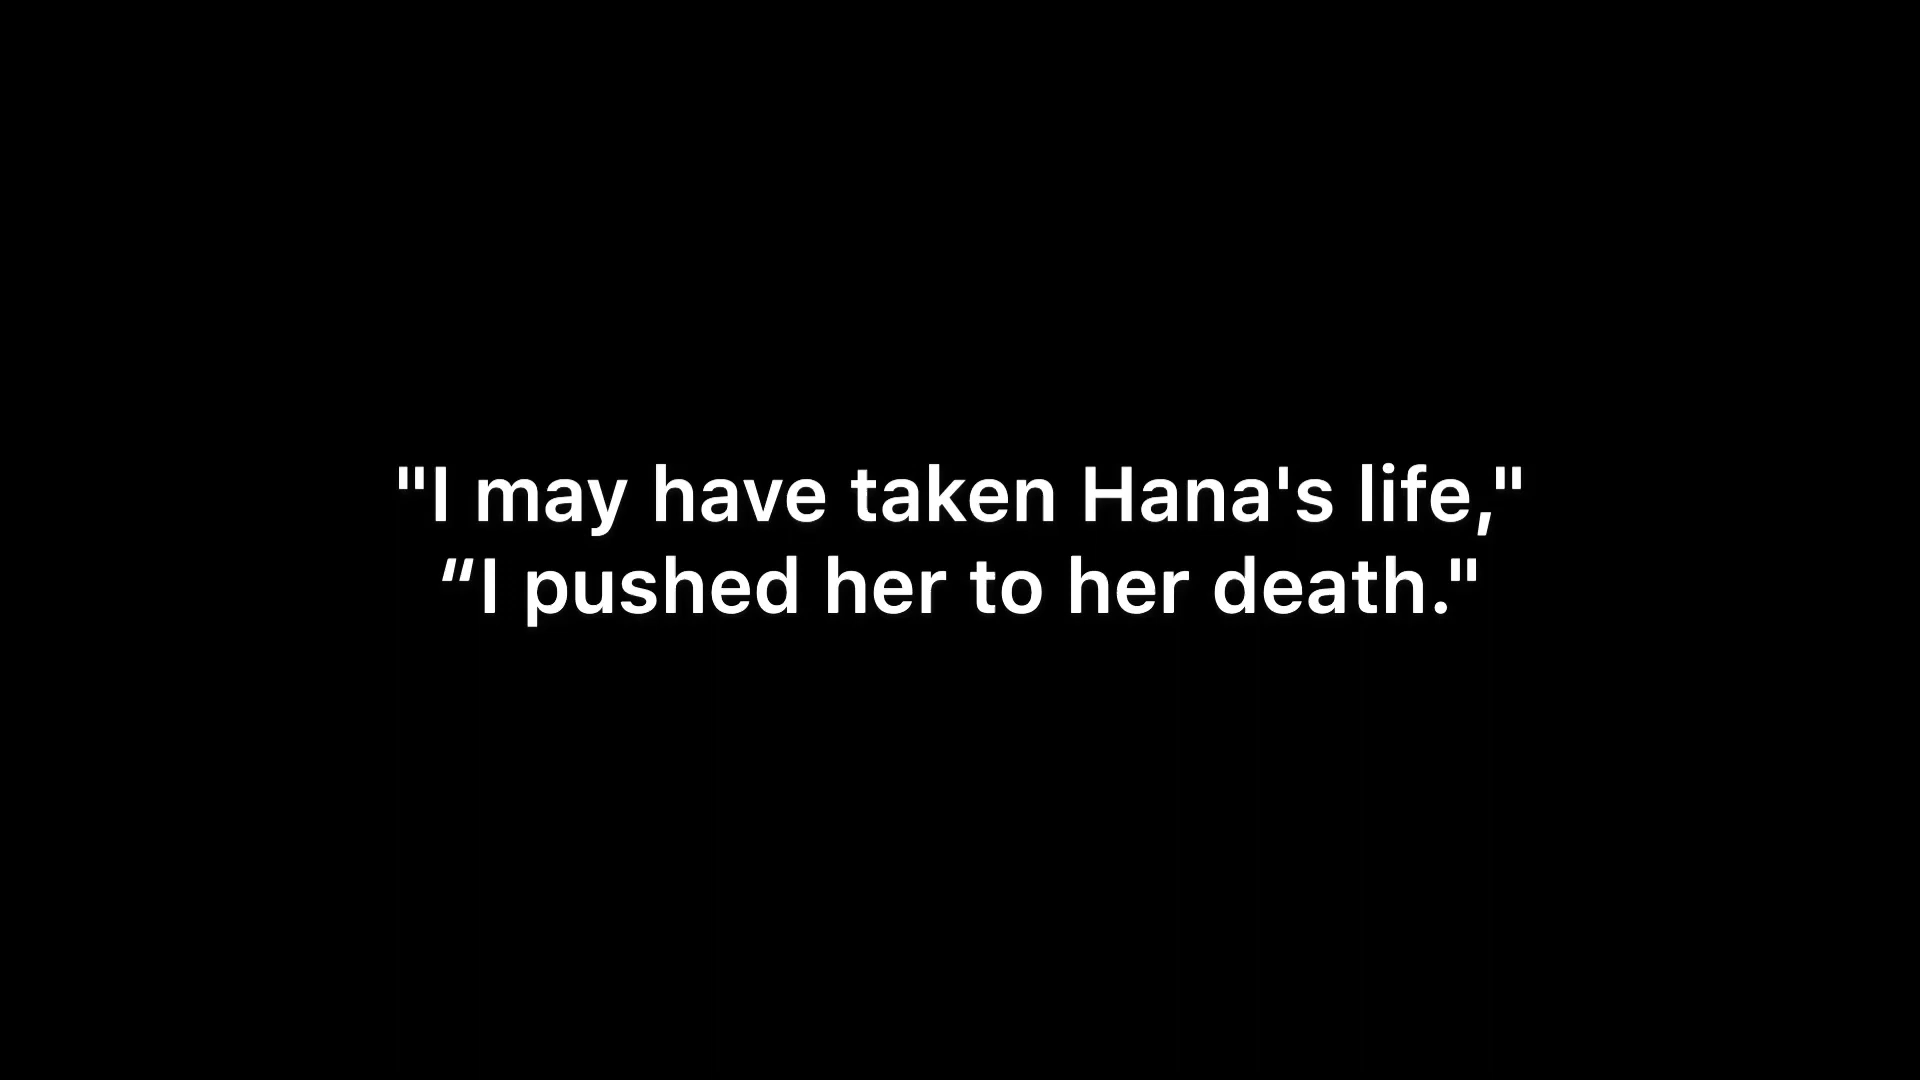 "I may have taken Hana's life,"
“I pushed her to her death."